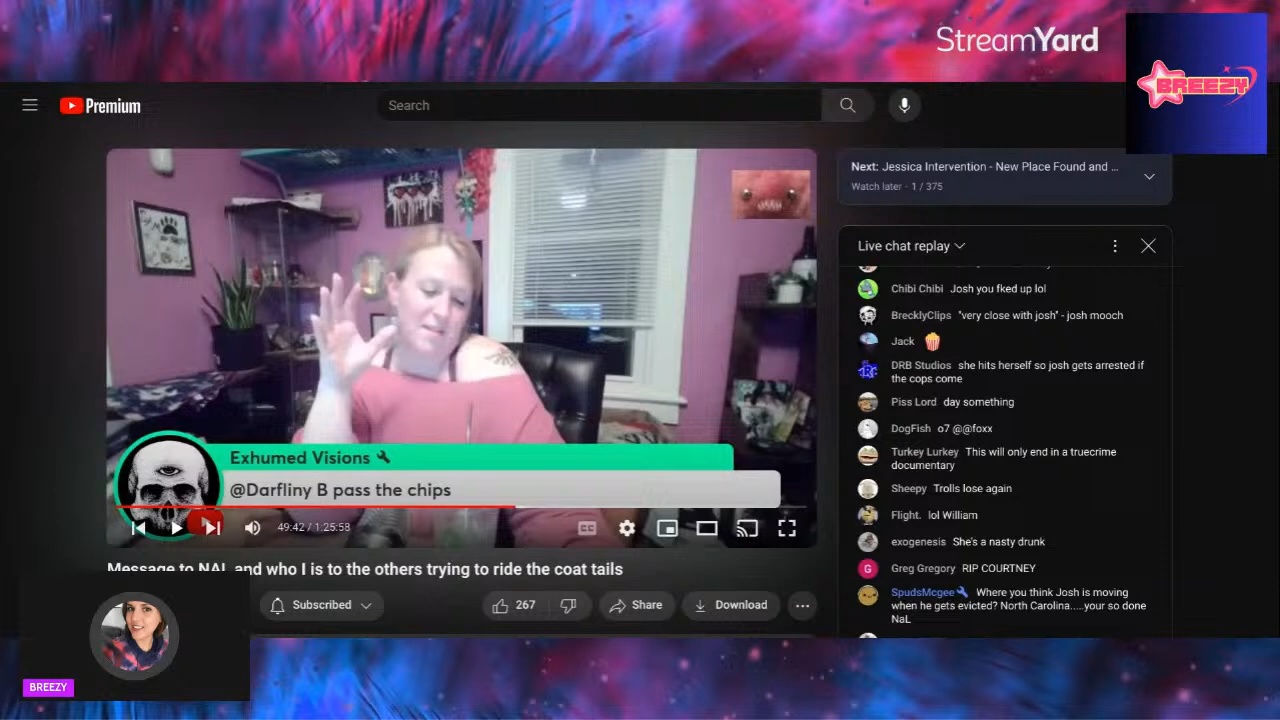 StreamYard
BREEZY
Premium
Search
Next: Jessica Intervention - New Place Found and ...
Watch later · 1 / 375
Live chat replay
Chibi Chibi Josh you fked up lol
BrecklyClips "very close with josh" - josh mooch
Jack
DRB Studios she hits herself so josh gets arrested if
the cops come
Piss Lord day something
DogFish o7 @@foxx
Turkey Lurkey This will only end in a truecrime
documentary
Sheepy Trolls lose again
Flight. lol William
exogenesis She's a nasty drunk
Greg Gregory RIP COURTNEY
SpudsMcgee Where you think Josh is moving
when he gets evicted? North Carolina.....your so done
NaL
Exhumed Visions
@Darfliny B pass the chips
49:42 / 1:25:58
CC
Message to NAL and who I is to the others trying to ride the coat tails
Subscribed
267
Share
Download
BREEZY